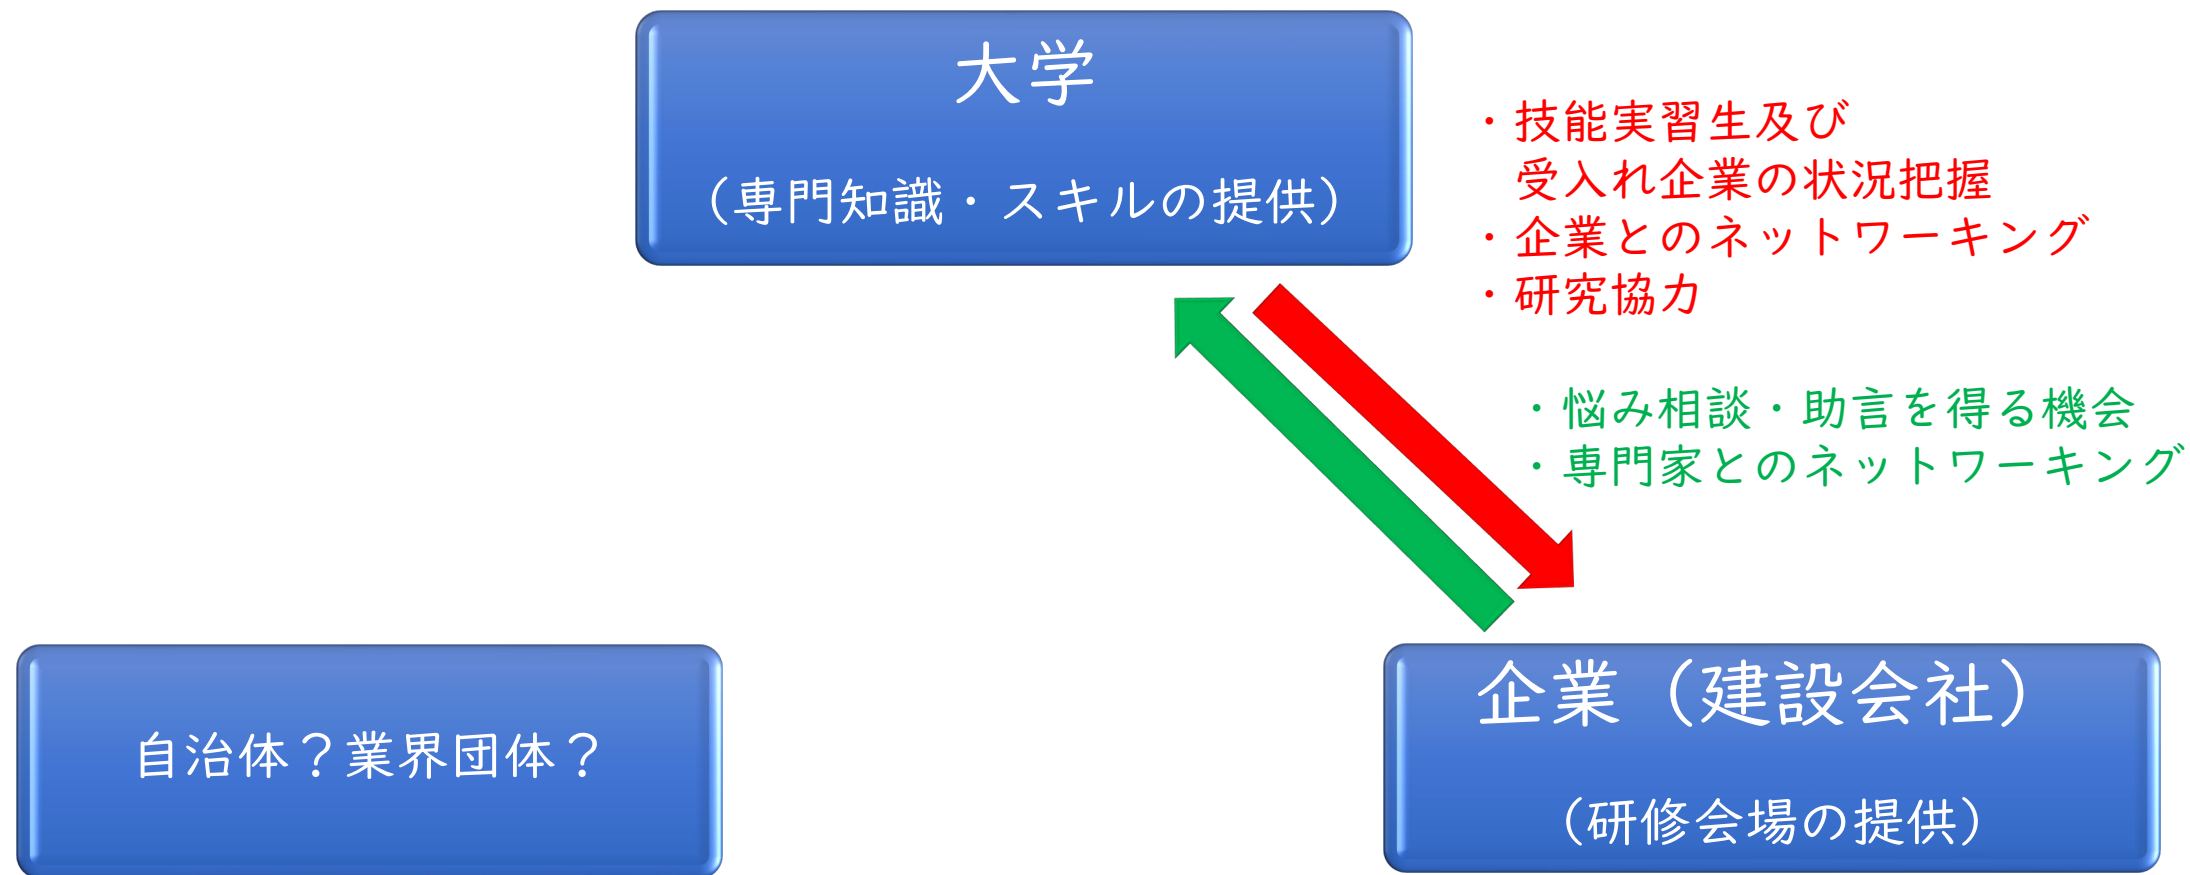 大学
（専門知識・スキルの提供）
・技能実習生及び
受入れ企業の状況把握
・企業とのネットワーキング
・研究協力
・悩み相談・助言を得る機会
・専門家とのネットワーキング
自治体？業界団体？
企業（建設会社）
（研修会場の提供）